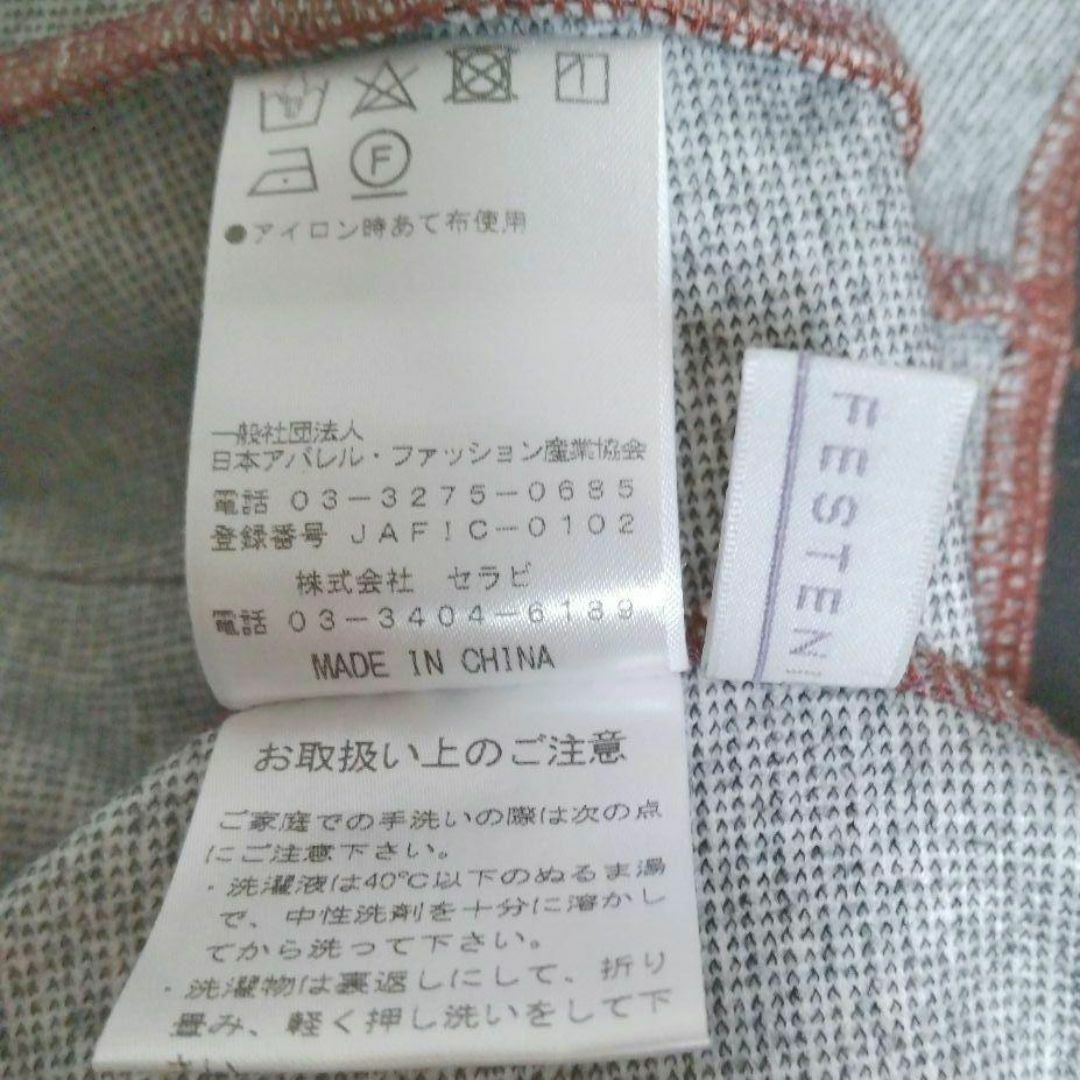 F
●アイロン時あて布使用
一般社団法人
日本アパレル・ファッション産業協会
電話 03-3275-0685
登録番号 JAFIC-0102
株式会社 セラビ
電話 03-3404-6189
MADE IN CHINA
FESTEN
お取扱い上のご注意
ご家庭での手洗いの際は次の点
にご注意下さい。
・洗濯液は40℃以下のぬるま湯
で、中性洗剤を十分に溶かし
てから洗って下さい。
・洗濯物は裏返しにして、折り
畳み、軽く押し洗いをして下
さい